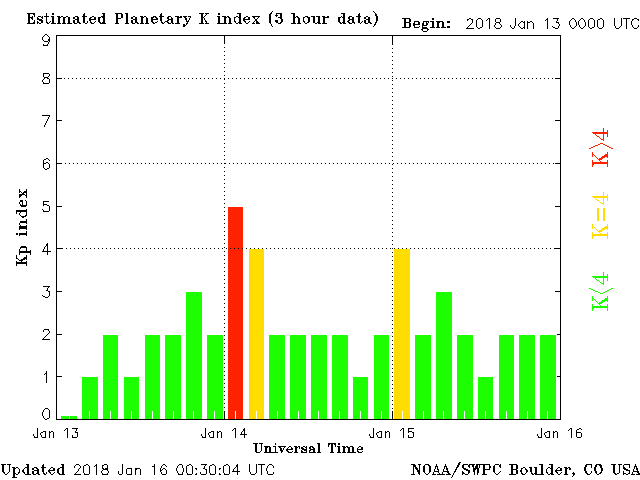 Estimated Planetary K index (3 hour data) Begin: 2018 Jan 13 0000 UTC
9
8
7
6
5
4
3
2
1
0
Kp index
K>4
K=4
K<4
Jan 13 Jan 14 Jan 15 Jan 16
Universal Time
Updated 2018 Jan 16 00:30:04 UTC NOAA/SWPC Boulder, CO USA